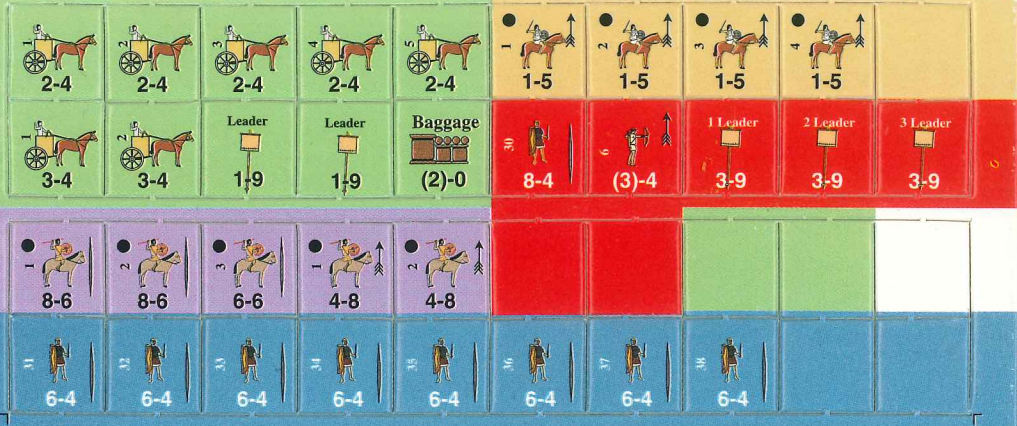 1 2 3 4 5 1 2 3 4
2-4 2-4 2-4 2-4 2-4 1-5 1-5 1-5 1-5
1 2 Leader Leader Baggage 30 6 1 Leader 2 Leader 3 Leader
3-4 3-4 1-9 1-9 (2)-0 8-4 (3)-4 3-9 3-9 3-9
1 2 3 1 2
8-6 8-6 6-6 4-8 4-8
31 32 33 34 35 36 37 38
6-4 6-4 6-4 6-4 6-4 6-4 6-4 6-4